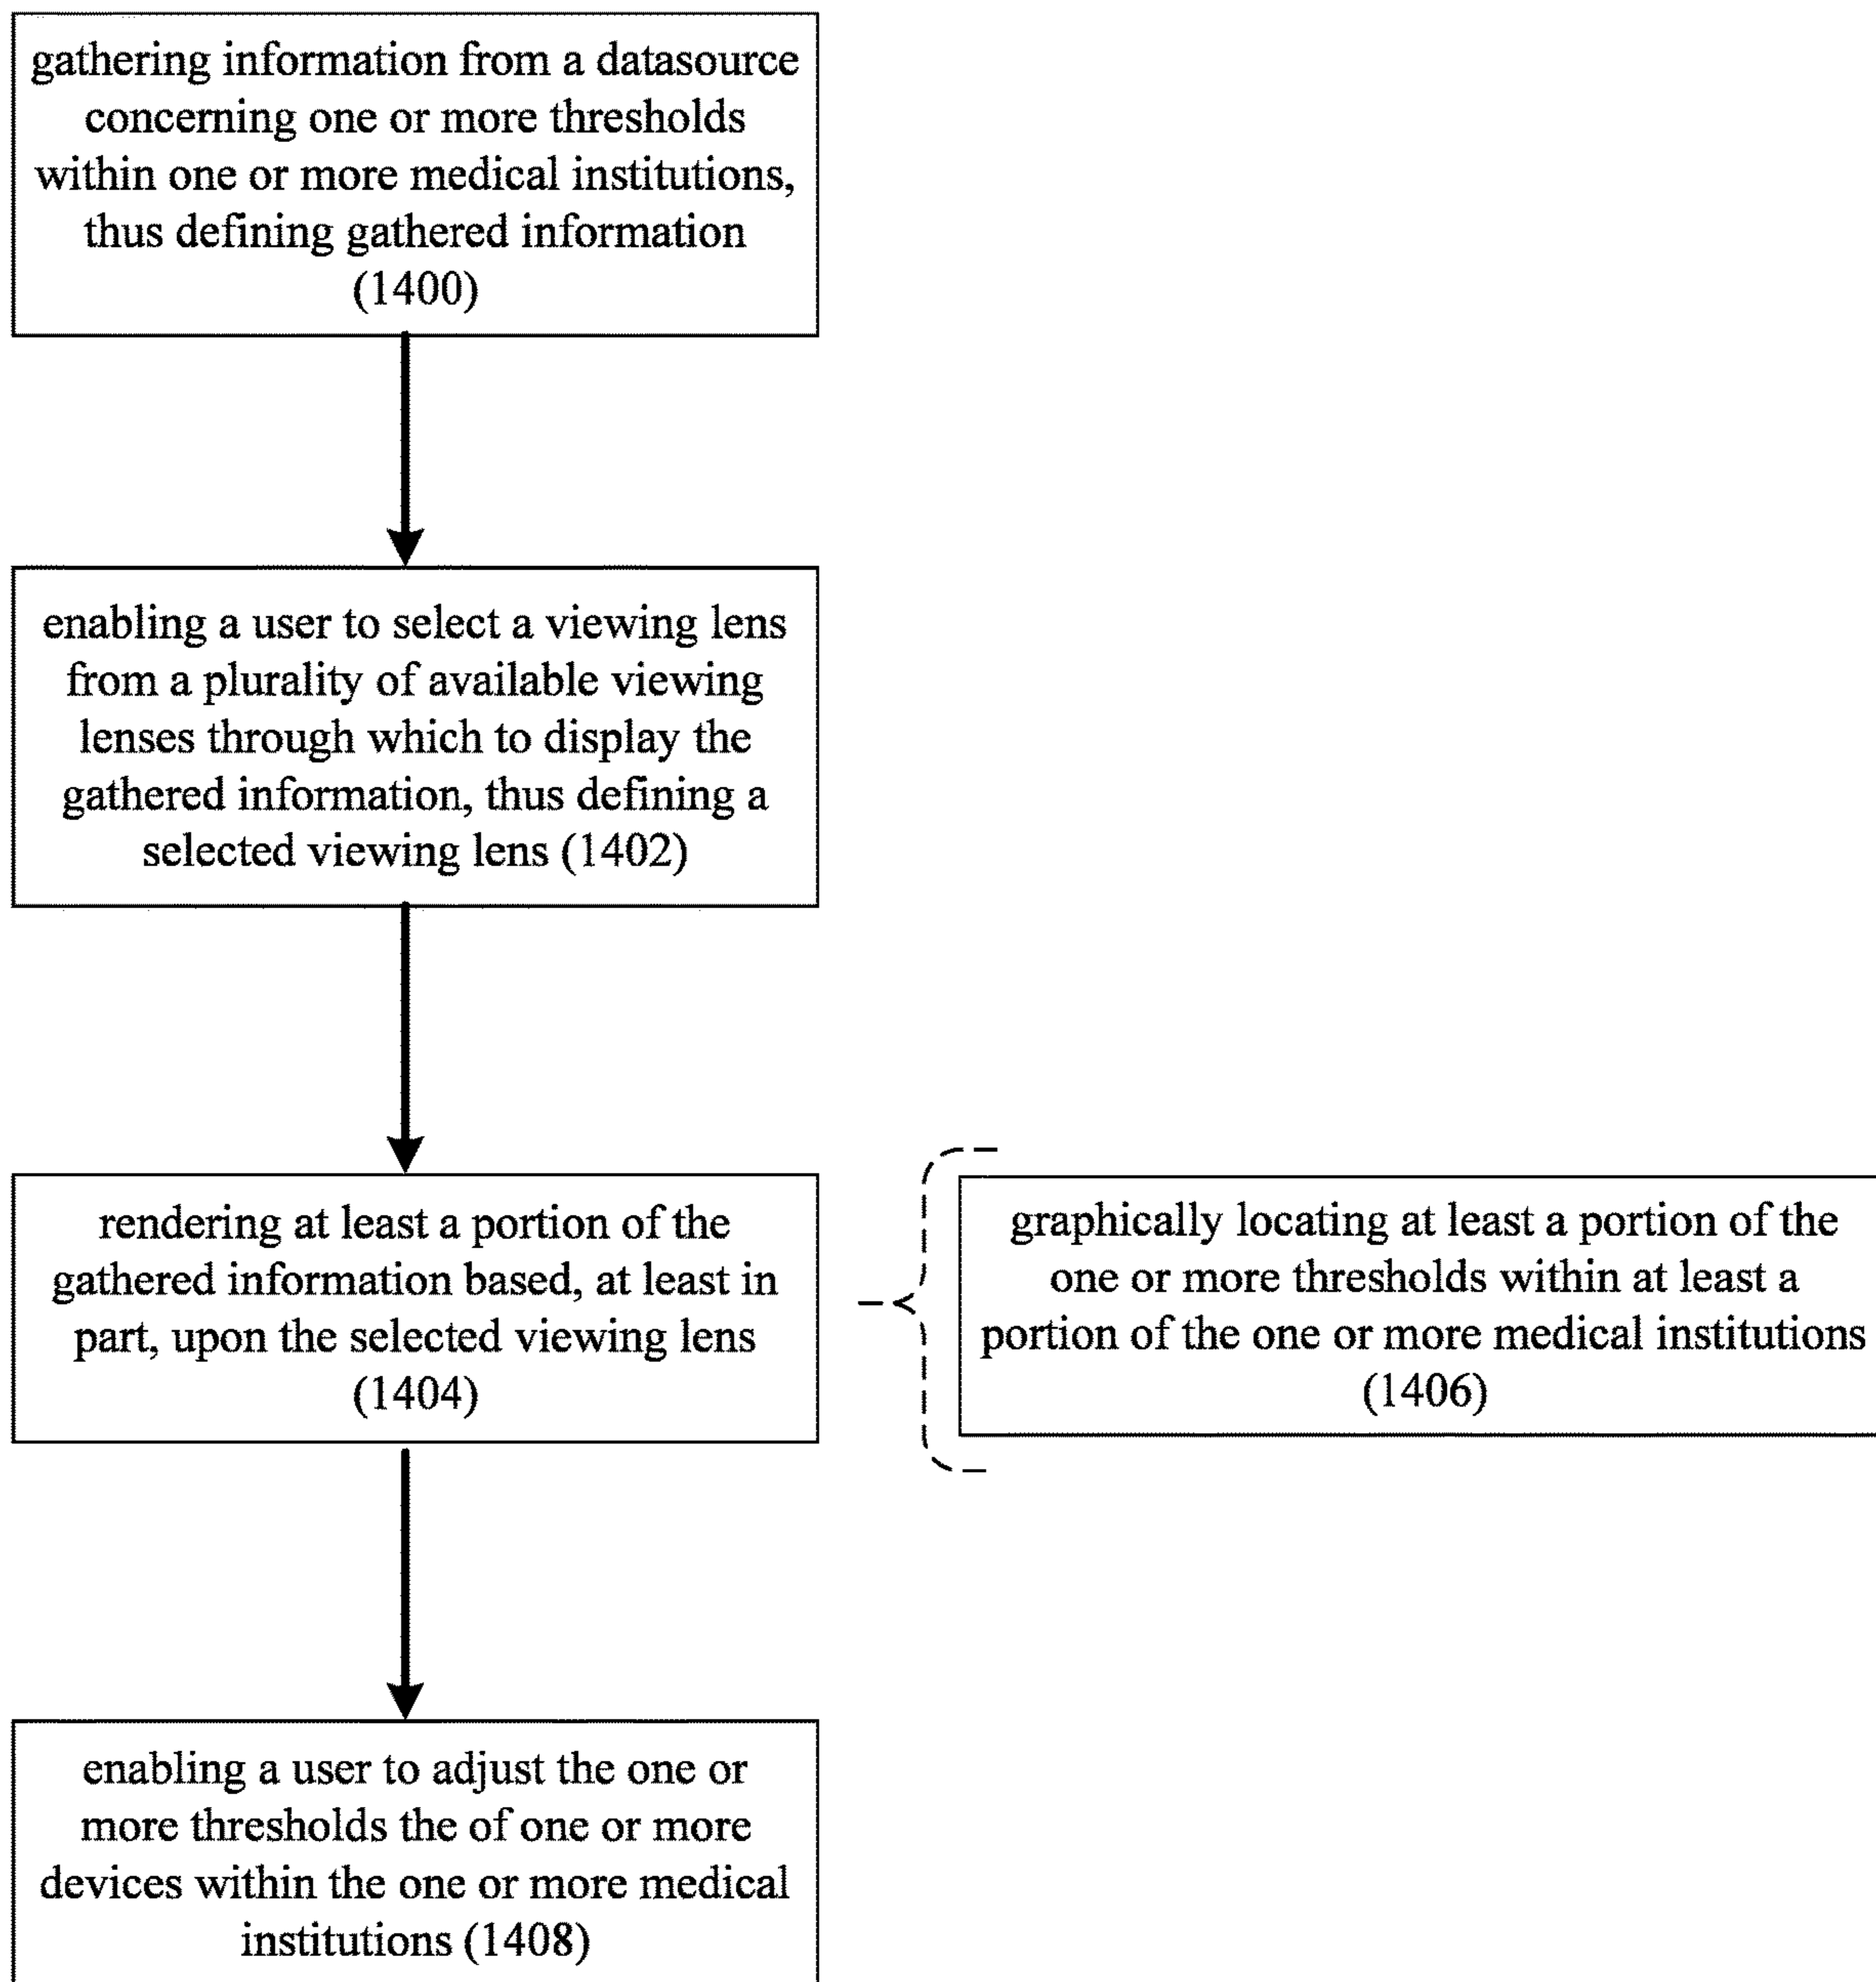 gathering information from a datasource
concerning one or more thresholds
within one or more medical institutions,
thus defining gathered information
(1400)
enabling a user to select a viewing lens
from a plurality of available viewing
lenses through which to display the
gathered information, thus defining a
selected viewing lens (1402)
rendering at least a portion of the
gathered information based, at least in
part, upon the selected viewing lens
(1404)
graphically locating at least a portion of the
one or more thresholds within at least a
portion of the one or more medical institutions
(1406)
enabling a user to adjust the one or
more thresholds the of one or more
devices within the one or more medical
institutions (1408)